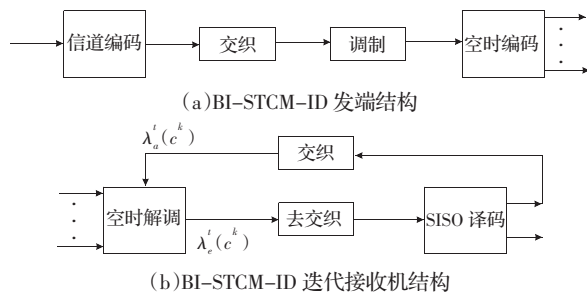 信道编码 交织 调制 空时编码
(a)BI-STCM-ID 发端结构
λ_a^t(c^k) 交织
空时解调 λ_e^t(c^k) 去交织 SISO 译码
(b)BI-STCM-ID 迭代接收机结构